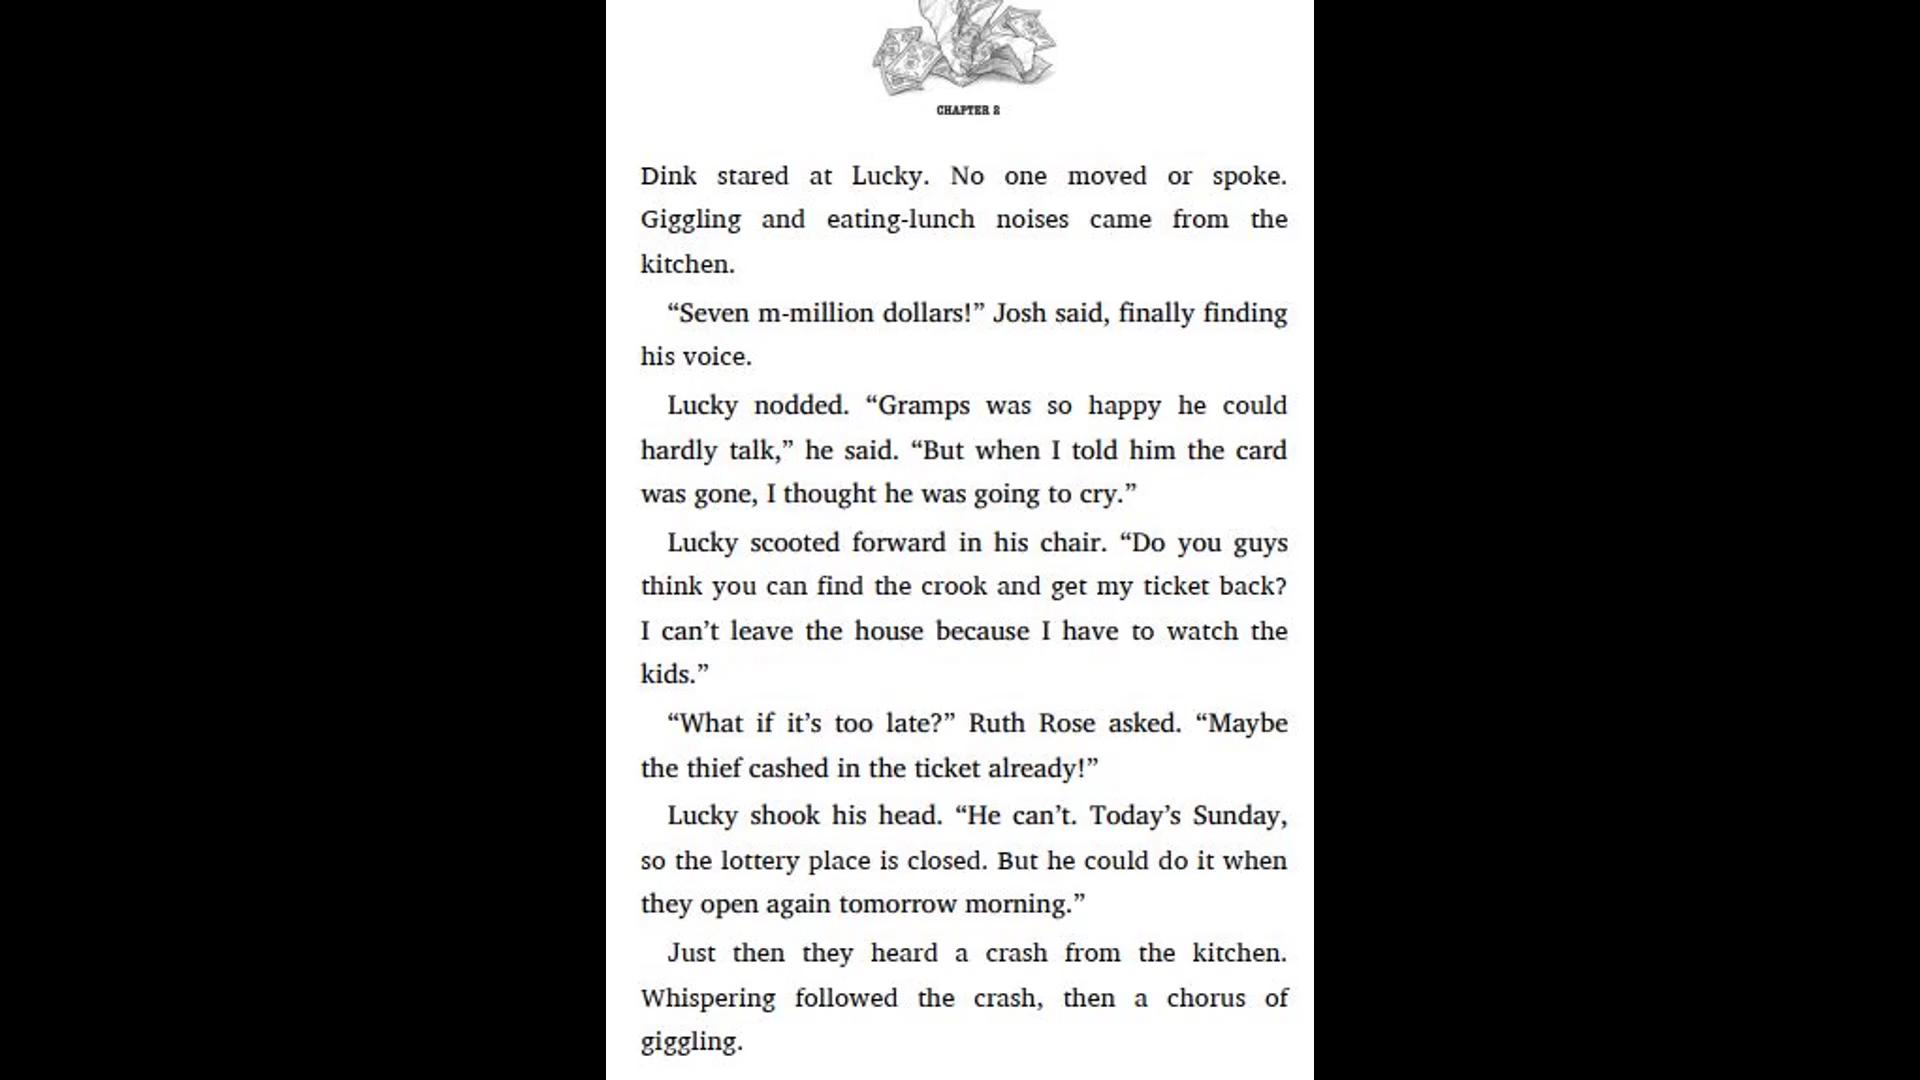 CHAPTER 2
Dink stared at Lucky. No one moved or spoke.
Giggling and eating-lunch noises came from the
kitchen.
“Seven m-million dollars!” Josh said, finally finding
his voice.
Lucky nodded. “Gramps was so happy he could
hardly talk,” he said. “But when I told him the card
was gone, I thought he was going to cry.”
Lucky scooted forward in his chair. “Do you guys
think you can find the crook and get my ticket back?
I can’t leave the house because I have to watch the
kids.”
“What if it’s too late?” Ruth Rose asked. “Maybe
the thief cashed in the ticket already!”
Lucky shook his head. “He can’t. Today’s Sunday,
so the lottery place is closed. But he could do it when
they open again tomorrow morning.”
Just then they heard a crash from the kitchen.
Whispering followed the crash, then a chorus of
giggling.